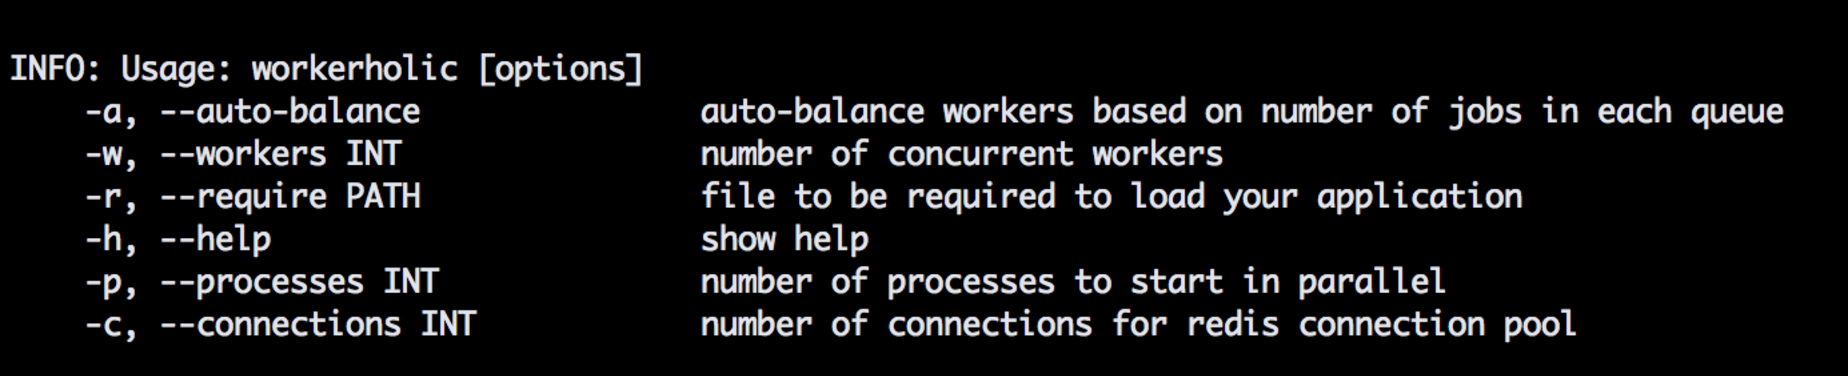 INFO: Usage: workerholic [options]
-a, --auto-balance auto-balance workers based on number of jobs in each queue
-w, --workers INT number of concurrent workers
-r, --require PATH file to be required to load your application
-h, --help show help
-p, --processes INT number of processes to start in parallel
-c, --connections INT number of connections for redis connection pool